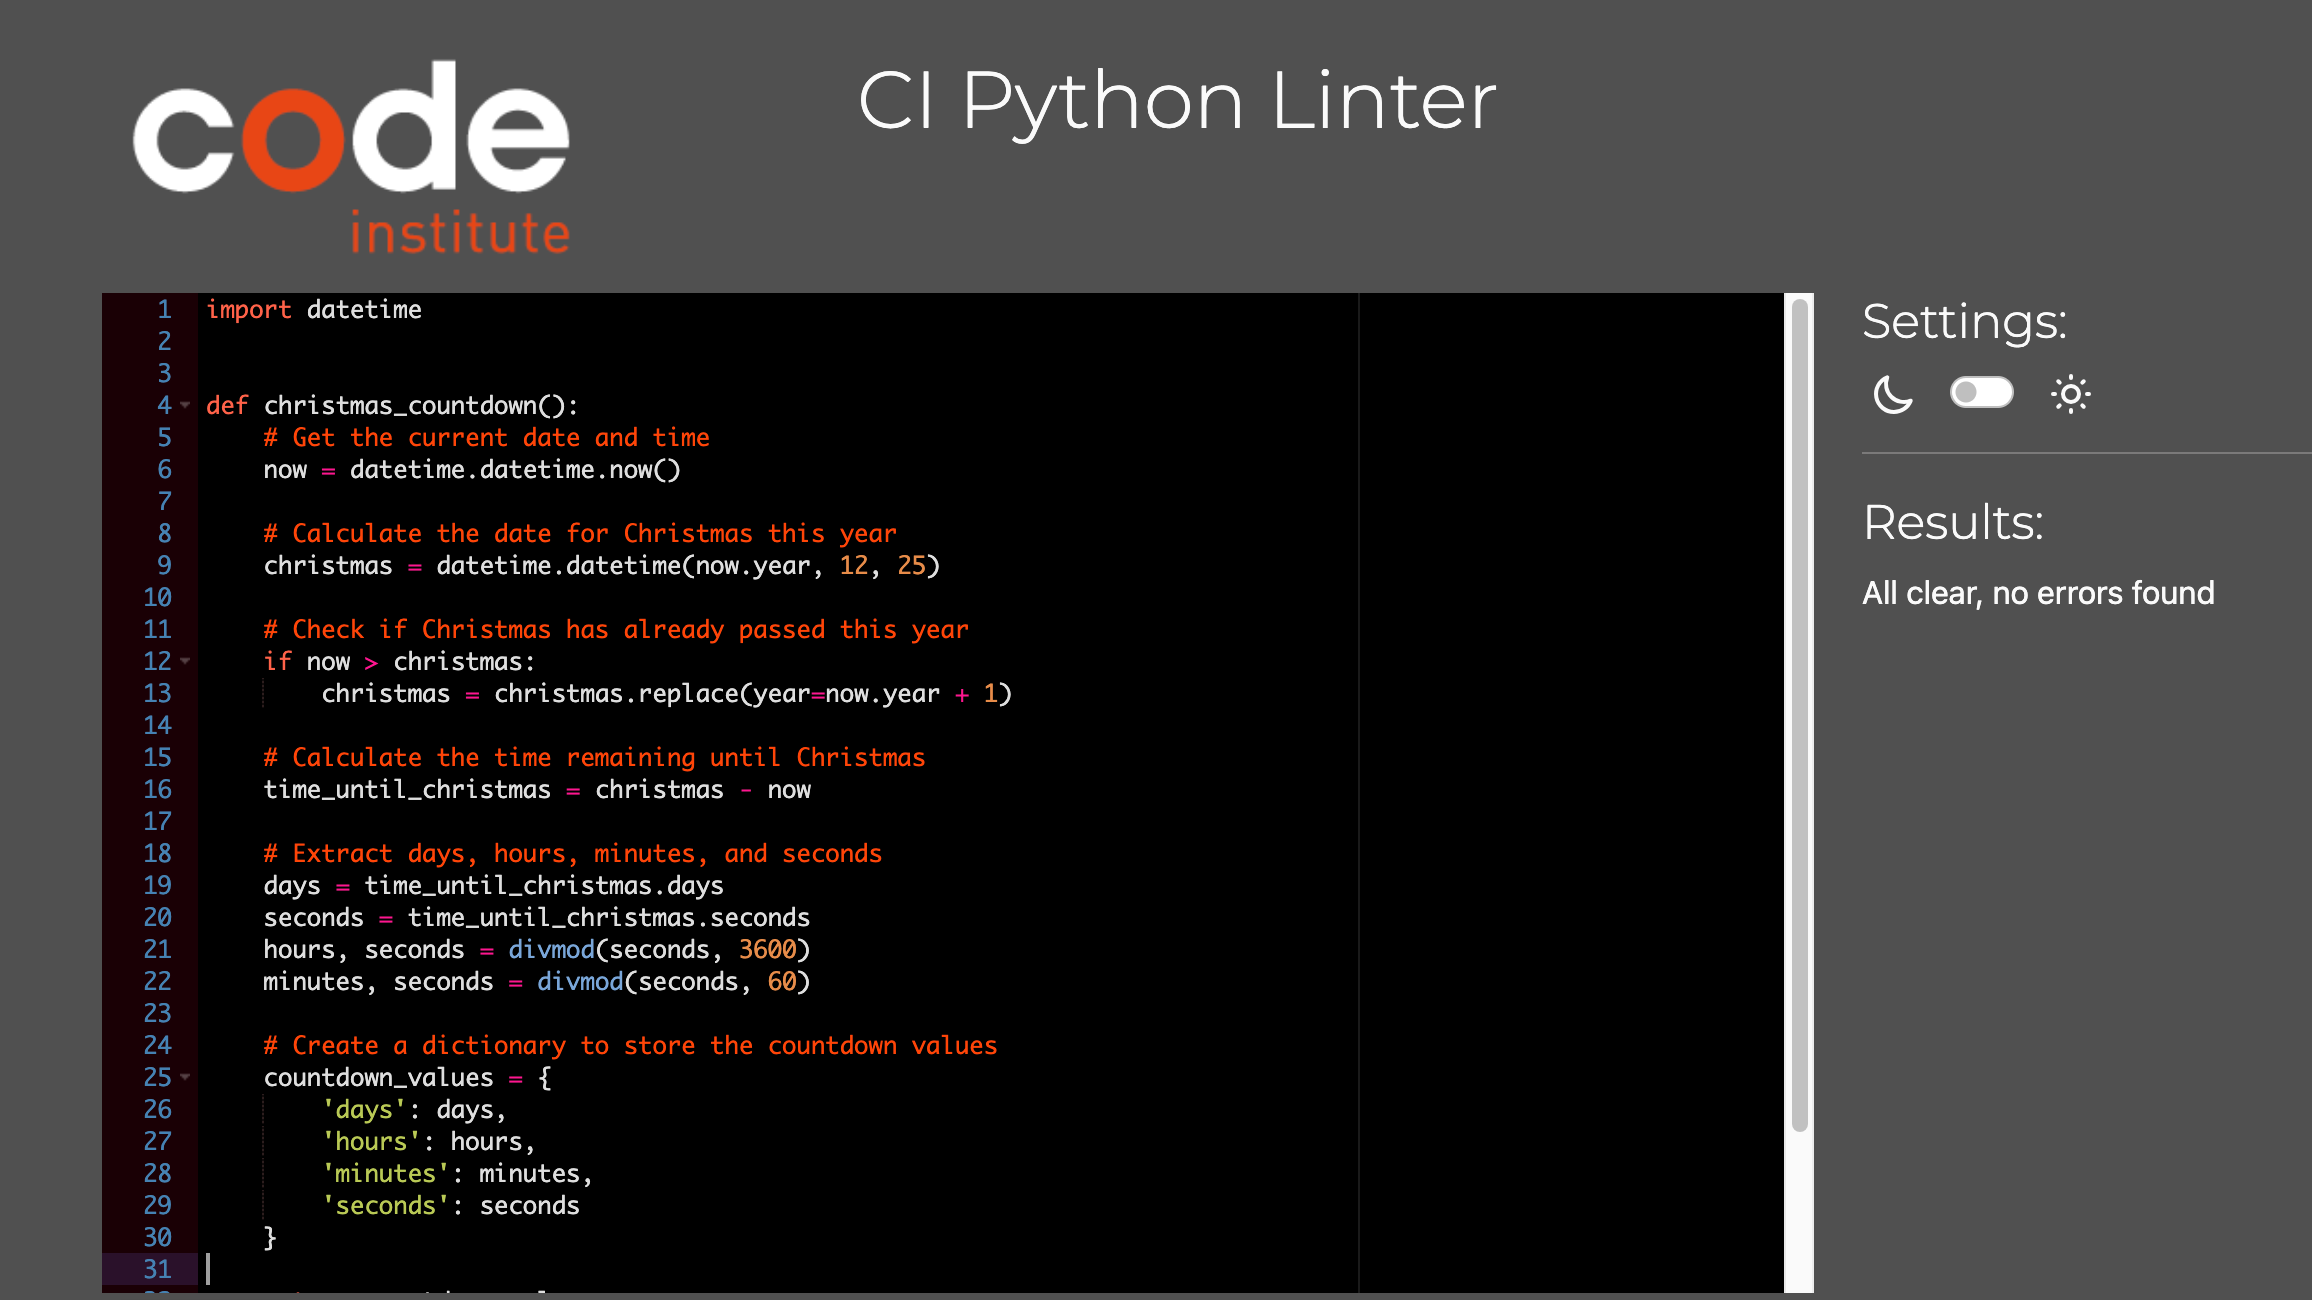 code
institute
CI Python Linter
1 import datetime
2
3
4 def christmas_countdown():
5     # Get the current date and time
6     now = datetime.datetime.now()
7
8     # Calculate the date for Christmas this year
9     christmas = datetime.datetime(now.year, 12, 25)
10
11     # Check if Christmas has already passed this year
12     if now > christmas:
13         christmas = christmas.replace(year=now.year + 1)
14
15     # Calculate the time remaining until Christmas
16     time_until_christmas = christmas - now
17
18     # Extract days, hours, minutes, and seconds
19     days = time_until_christmas.days
20     seconds = time_until_christmas.seconds
21     hours, seconds = divmod(seconds, 3600)
22     minutes, seconds = divmod(seconds, 60)
23
24     # Create a dictionary to store the countdown values
25     countdown_values = {
26         'days': days,
27         'hours': hours,
28         'minutes': minutes,
29         'seconds': seconds
30     }
31
Settings:
Results:
All clear, no errors found